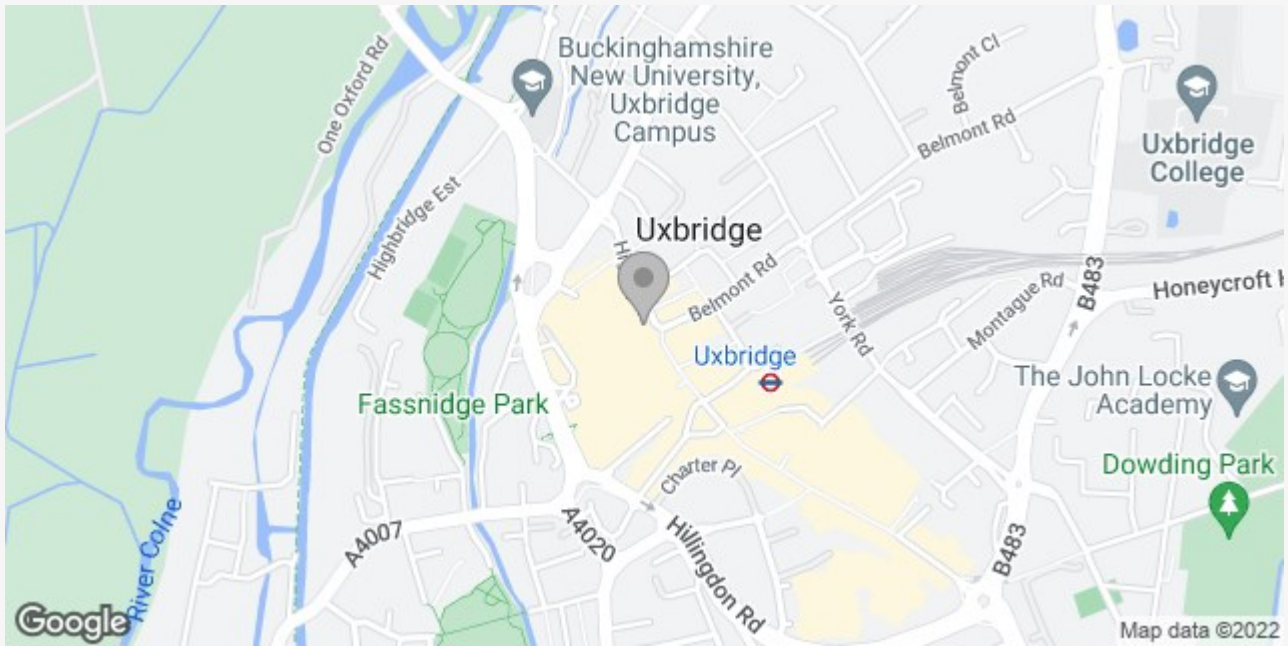 One Oxford Rd
Buckinghamshire
New University,
Uxbridge
Campus
Belmont Cl
Belmont Rd
Uxbridge
College
Highbridge Est
Uxbridge
Hi
Belmont Rd
York Rd
Montague Rd
B483
Honeycroft H
Uxbridge
Fassnidge Park
The John Locke
Academy
Dowding Park
Charter Pl
River Colne
A4007
A4020
Hillingdon Rd
B483
Google
Map data ©2022